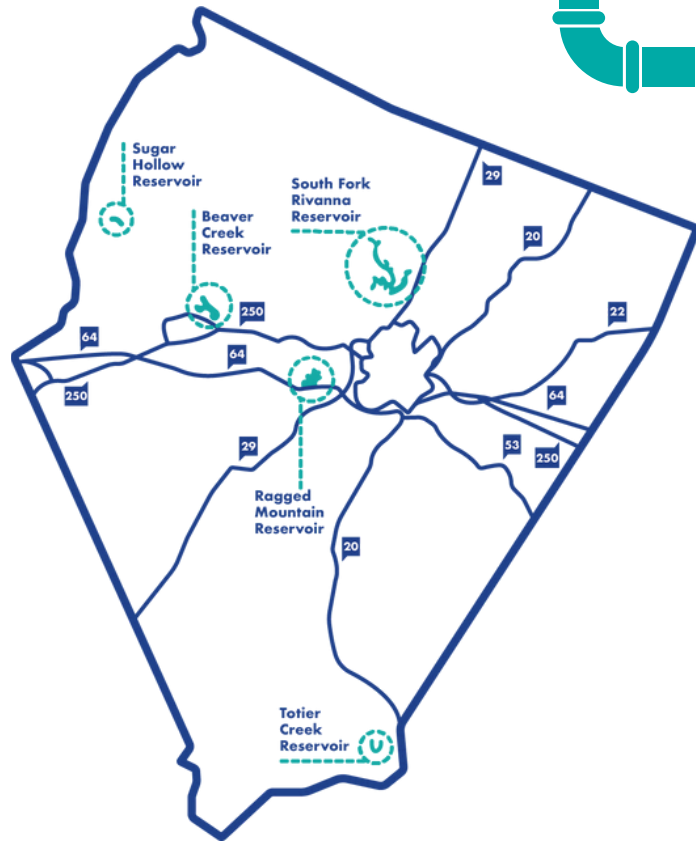 Sugar
Hollow
Reservoir
South Fork
Rivanna
Reservoir
29
Beaver
Creek
Reservoir
20
250
22
64
64
250
64
29
53
250
Ragged
Mountain
Reservoir
20
Totier
Creek
Reservoir